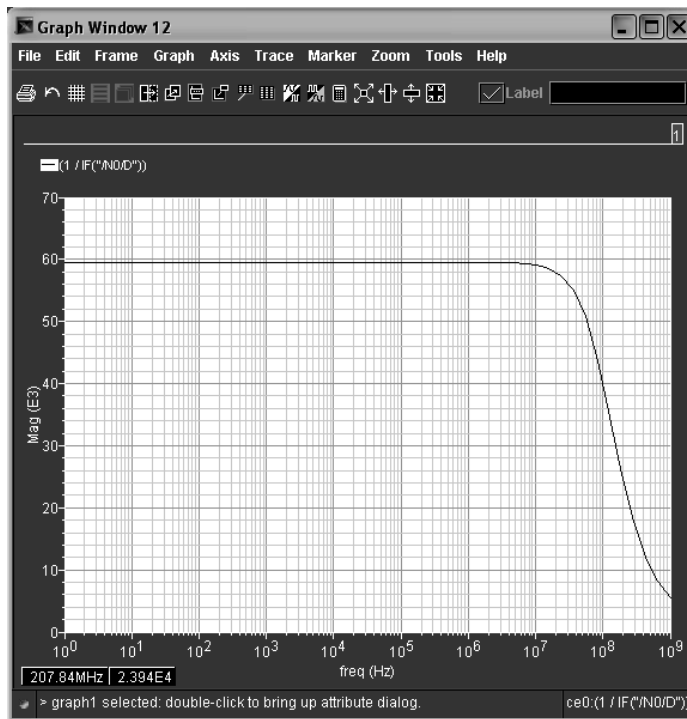 Graph Window 12
File Edit Frame Graph Axis Trace Marker Zoom Tools Help
Label
1
(1 / IF("/N0/D"))
70
60
50
40
30
20
10
0
Mag (E3)
10^0 10^1 10^2 10^3 10^4 10^5 10^6 10^7 10^8 10^9
freq (Hz)
207.84MHz 2.394E4
> graph1 selected: double-click to bring up attribute dialog.
ce0:(1 / IF("/N0/D"))